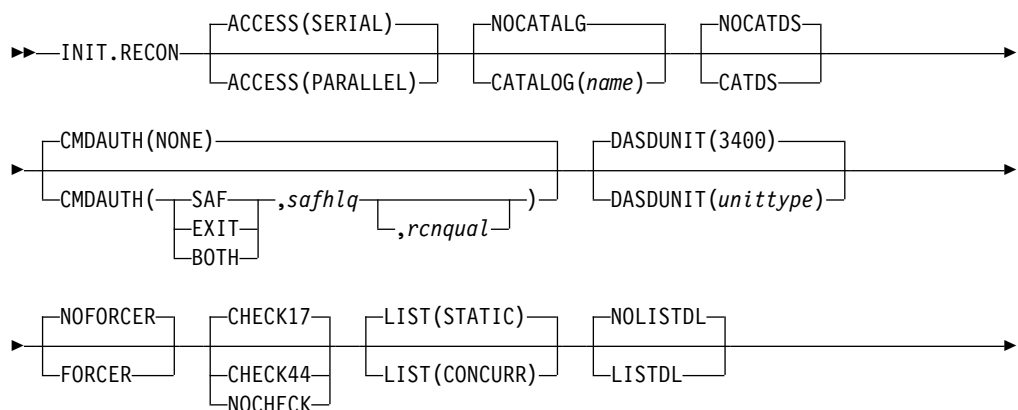 ACCESS(SERIAL) NOCATALG NOCATDS
INIT.RECON
ACCESS(PARALLEL) CATALOG(name) CATDS
CMDAUTH(NONE) DASDUNIT(3400)
CMDAUTH( SAF ,safhlq ) DASDUNIT(unittype)
EXIT ,rcnqual
BOTH
NOFORCER CHECK17 LIST(STATIC) NOLISTDL
FORCER CHECK44 LIST(CONCURR) LISTDL
NOCHECK